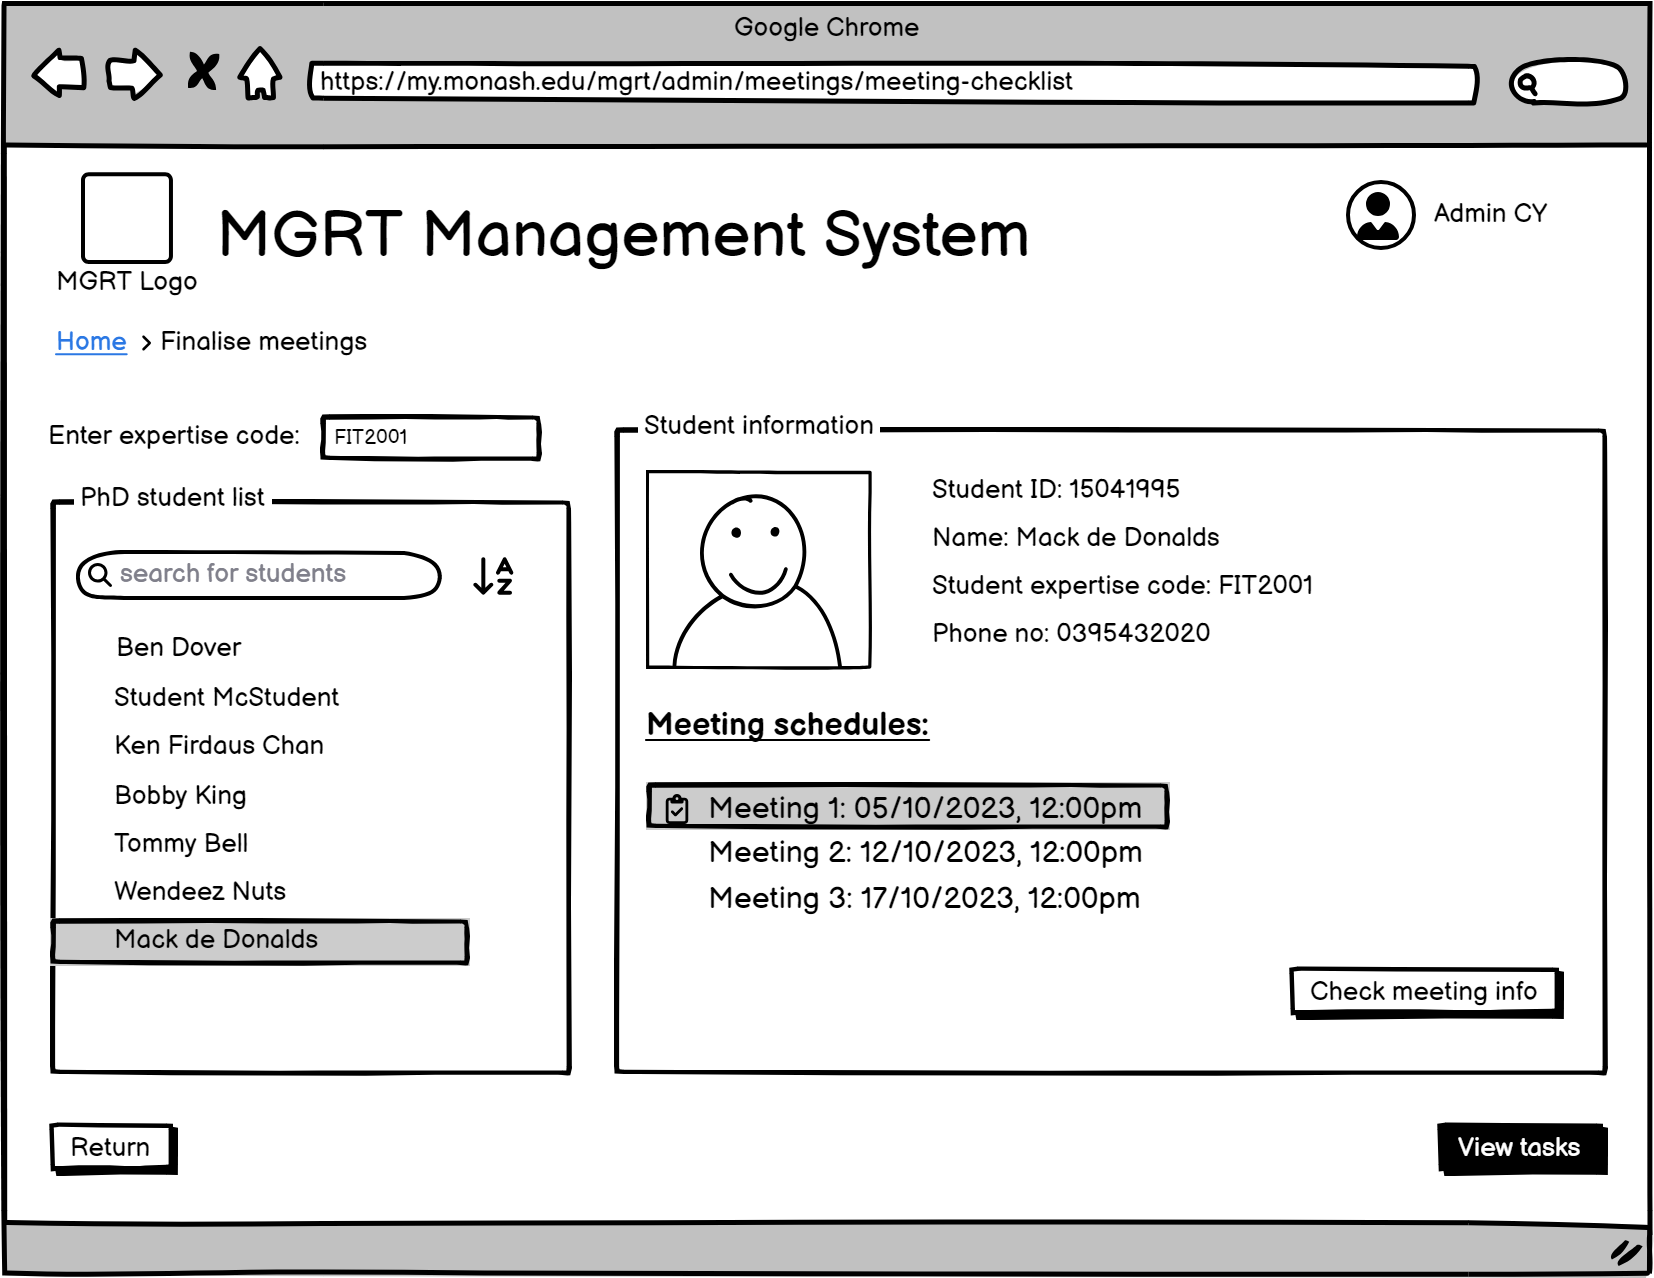 Google Chrome
https://my.monash.edu/mgrt/admin/meetings/meeting-checklist
MGRT Logo
MGRT Management System
Admin CY
Home > Finalise meetings
Enter expertise code: FIT2001
PhD student list
search for students
A
Z
Ben Dover
Student McStudent
Ken Firdaus Chan
Bobby King
Tommy Bell
Wendeez Nuts
Mack de Donalds
Student information
Student ID: 15041995
Name: Mack de Donalds
Student expertise code: FIT2001
Phone no: 0395432020
Meeting schedules:
Meeting 1: 05/10/2023, 12:00pm
Meeting 2: 12/10/2023, 12:00pm
Meeting 3: 17/10/2023, 12:00pm
Check meeting info
Return
View tasks